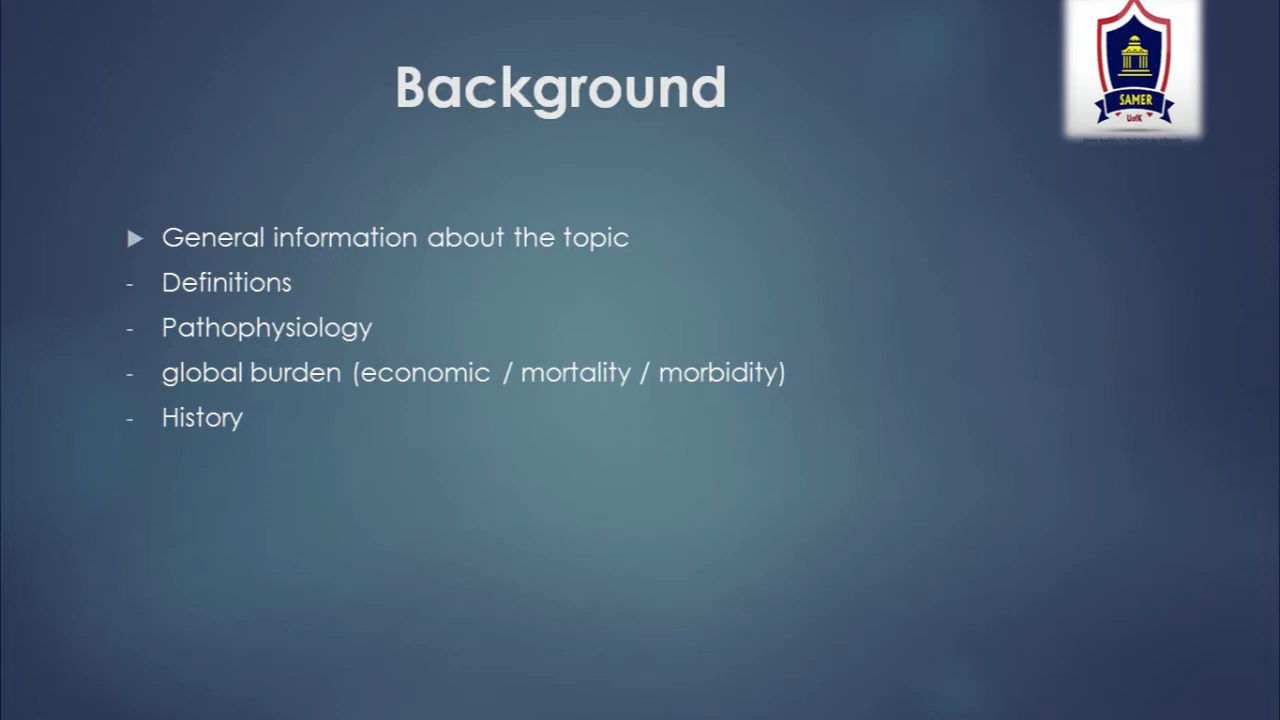 Background
SAMER
UofK
General information about the topic
- Definitions
- Pathophysiology
- global burden (economic / mortality / morbidity)
- History